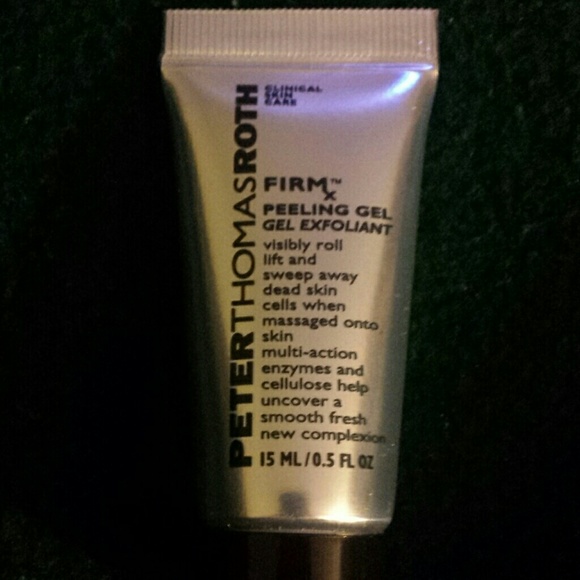 PETERTHOMASROTH
CLINICAL
SKIN
CARE
FIRMx™
PEELING GEL
GEL EXFOLIANT
visibly roll
lift and
sweep away
dead skin
cells when
massaged onto
skin
multi-action
enzymes and
cellulose help
uncover a
smooth fresh
new complexion
15 ML/0.5 FL OZ